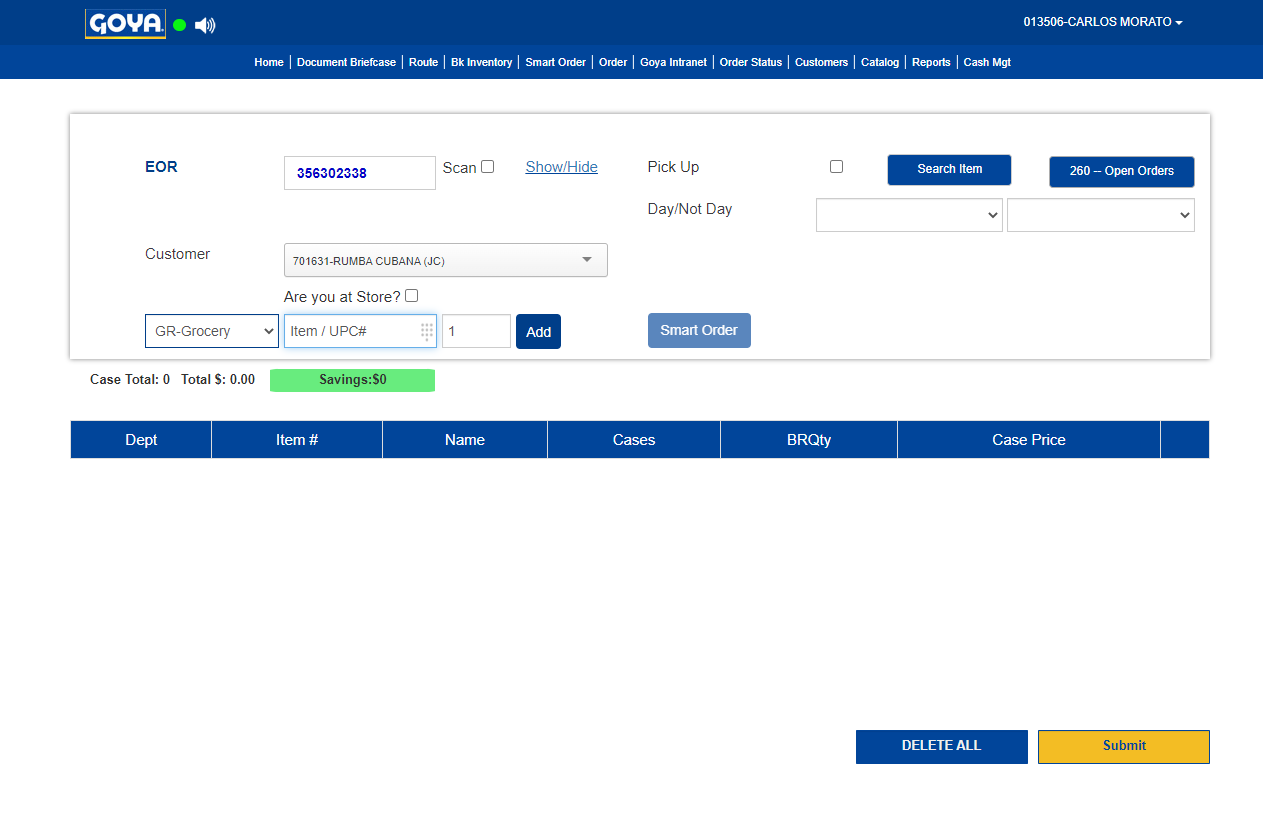 GOYA
013506-CARLOS MORATO
Home | Document Briefcase | Route | Bk Inventory | Smart Order | Order | Goya Intranet | Order Status | Customers | Catalog | Reports | Cash Mgt
EOR 356302338 Scan Show/Hide Pick Up Search Item 260 -- Open Orders
Day/Not Day
Customer 701631-RUMBA CUBANA (JC)
Are you at Store?
GR-Grocery Item / UPC# 1 Add Smart Order
Case Total: 0 Total $: 0.00 Savings:$0
Dept Item # Name Cases BRQty Case Price
DELETE ALL Submit